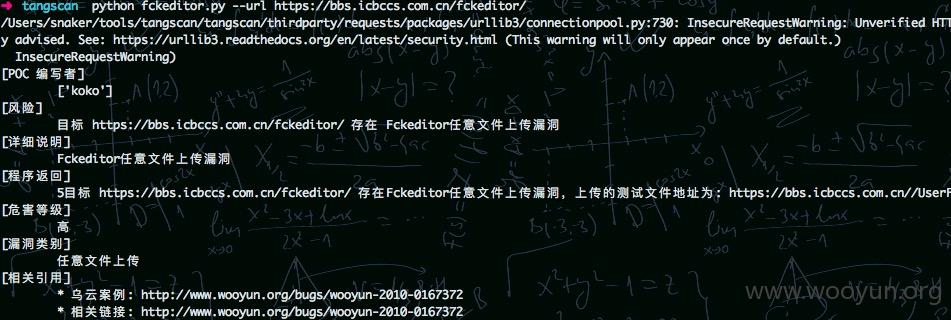 ➜ tangscan python fckeditor.py --url https://bbs.icbccs.com.cn/fckeditor/
/Users/snaker/tools/tangscan/tangscan/thirdparty/requests/packages/urllib3/connectionpool.py:730: InsecureRequestWarning: Unverified HTT
y advised. See: https://urllib3.readthedocs.org/en/latest/security.html (This warning will only appear once by default.)
InsecureRequestWarning)
[POC 编写者]
['koko']
[风险]
目标 https://bbs.icbccs.com.cn/fckeditor/ 存在 Fckeditor任意文件上传漏洞
[详细说明]
Fckeditor任意文件上传漏洞
[程序返回]
5目标 https://bbs.icbccs.com.cn/fckeditor/ 存在Fckeditor任意文件上传漏洞, 上传的测试文件地址为: https://bbs.icbccs.com.cn//UserF
[危害等级]
高
[漏洞类别]
任意文件上传
[相关引用]
* 乌云案例: http://www.wooyun.org/bugs/wooyun-2010-0167372
* 相关链接: http://www.wooyun.org/bugs/wooyun-2010-0167372
www.wooyun.org